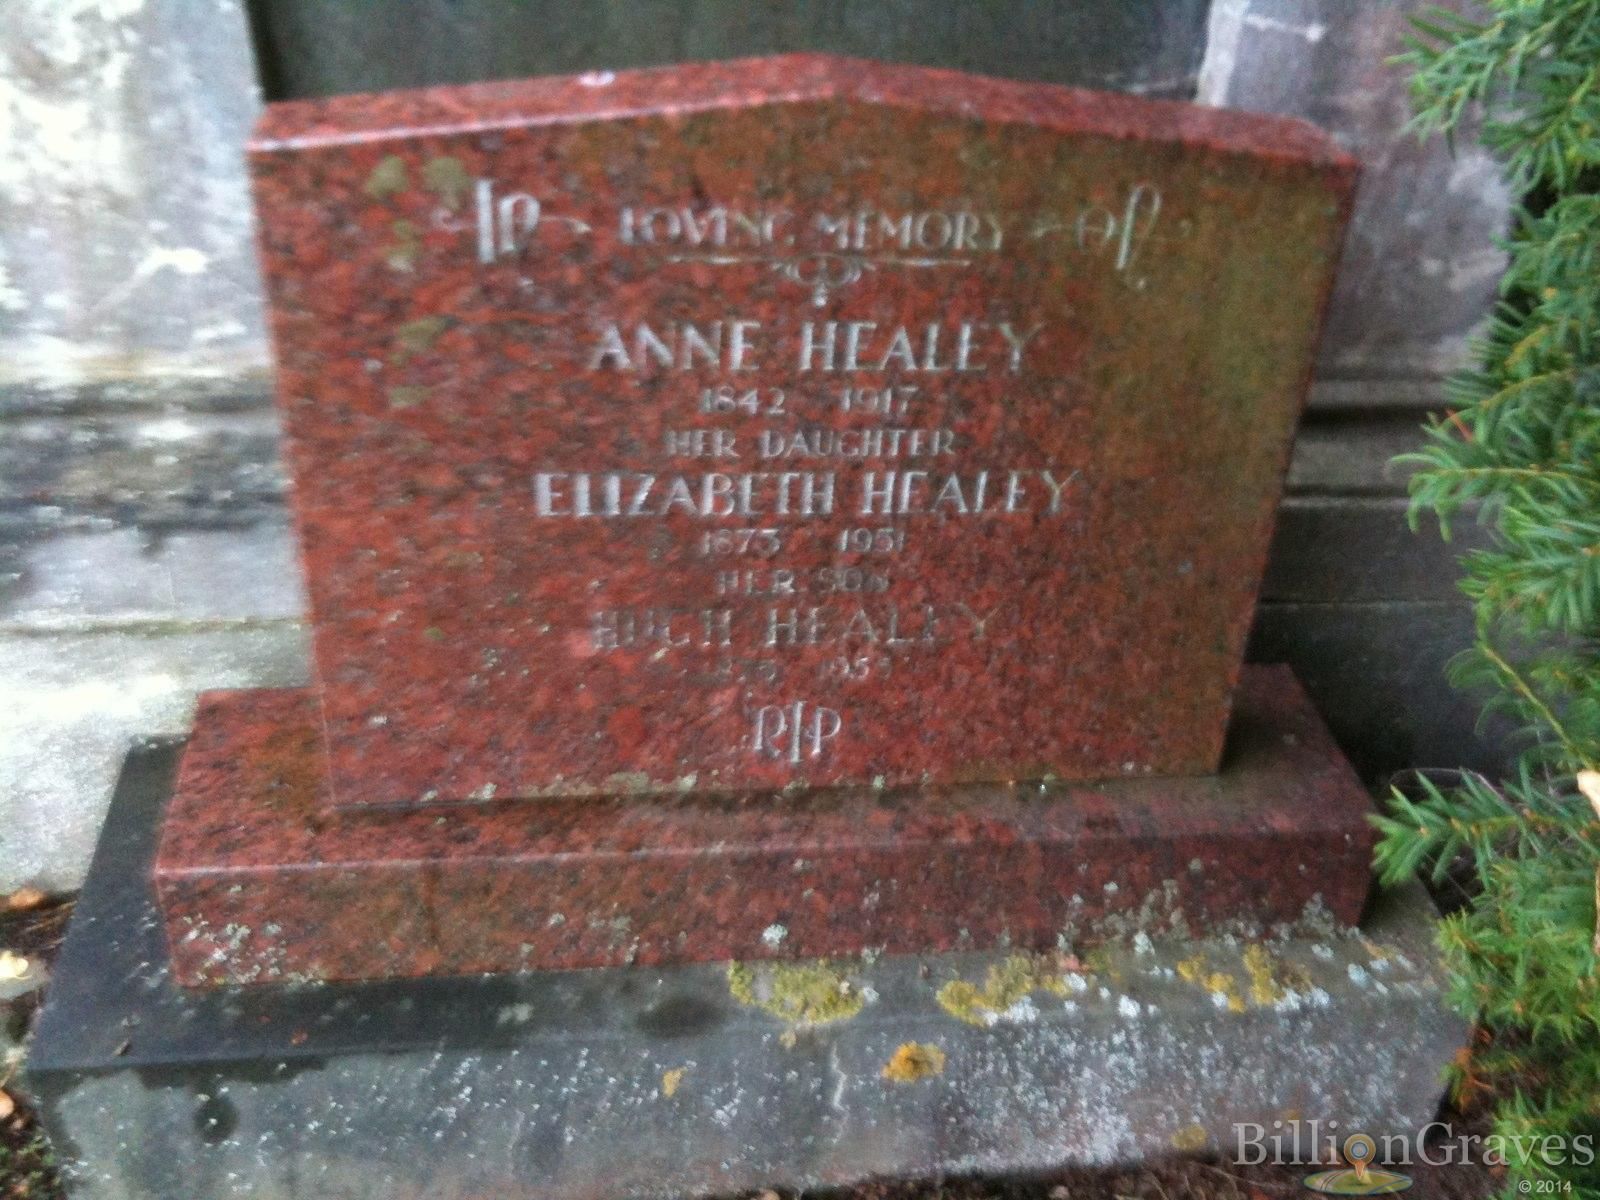 IN LOVING MEMORY OF
ANNE HEALEY
1842 1917
HER DAUGHTER
ELIZABETH HEALEY
1873 1951
HER SON
HUGH HEALEY
RIP
BillionGraves
© 2014